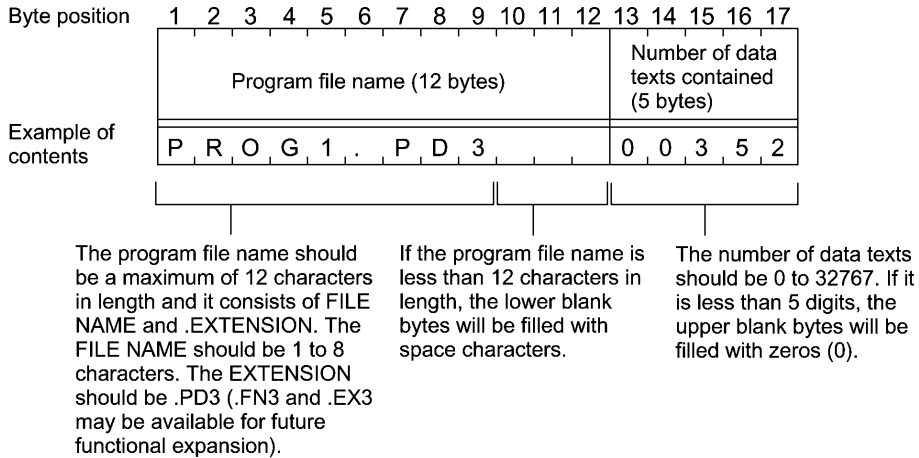 Byte position 1 2 3 4 5 6 7 8 9 10 11 12 13 14 15 16 17
Program file name (12 bytes)
Number of data
texts contained
(5 bytes)
Example of
contents
P R O G 1 . P D 3 0 0 3 5 2
The program file name should
be a maximum of 12 characters
in length and it consists of FILE
NAME and .EXTENSION. The
FILE NAME should be 1 to 8
characters. The EXTENSION
should be .PD3 (.FN3 and .EX3
may be available for future
functional expansion).
If the program file name is
less than 12 characters in
length, the lower blank
bytes will be filled with
space characters.
The number of data texts
should be 0 to 32767. If it
is less than 5 digits, the
upper blank bytes will be
filled with zeros (0).